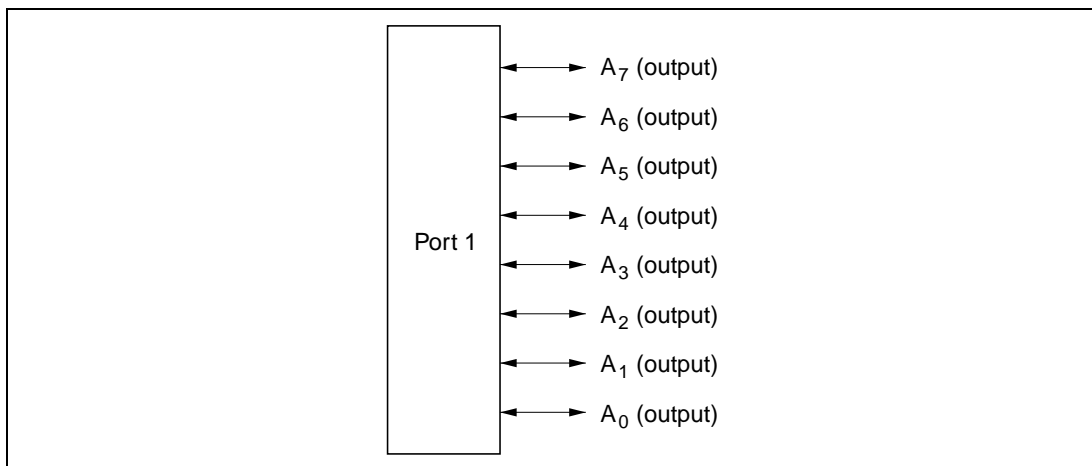 A7 (output)
A6 (output)
A5 (output)
A4 (output)
Port 1
A3 (output)
A2 (output)
A1 (output)
A0 (output)